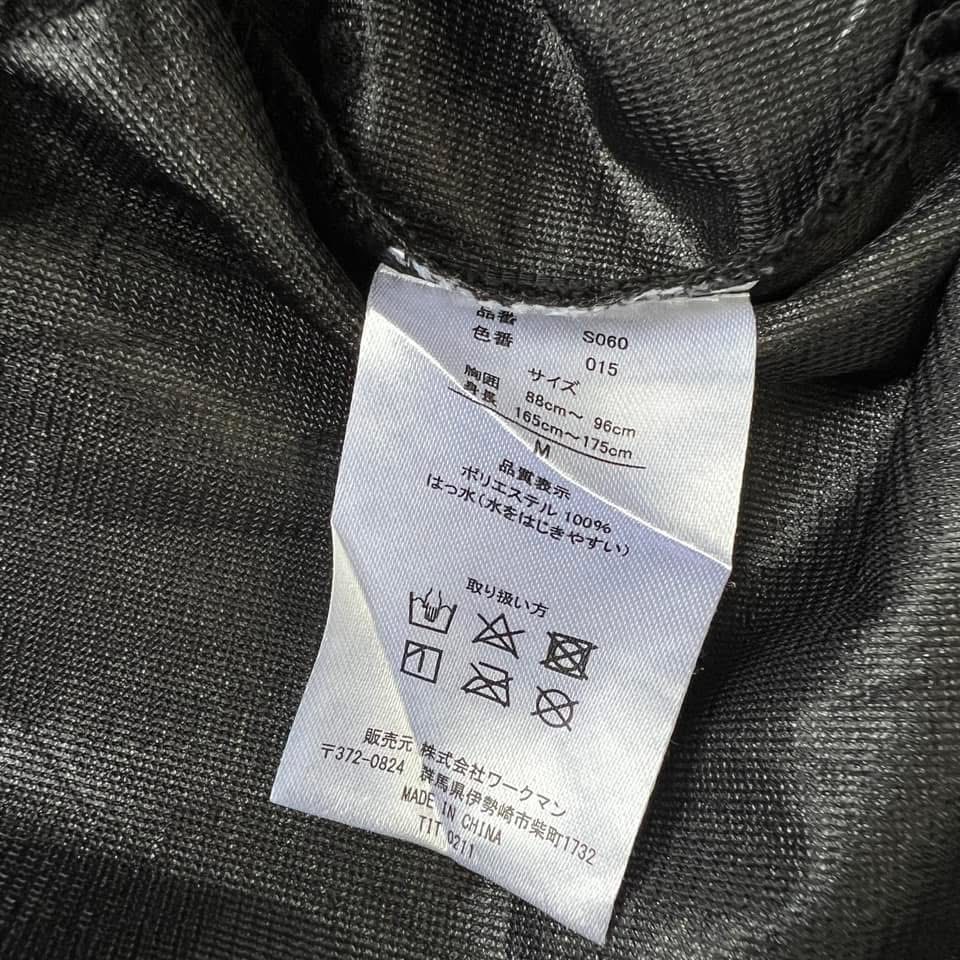 品番 S060
色番 015
サイズ
胸囲 88cm～ 96cm
身長 165cm～175cm
M
品質表示
ポリエステル 100%
はっ水(水をはじきやすい)
取り扱い方
販売元 株式会社ワークマン
〒372-0824 群馬県伊勢崎市柴町1732
MADE IN CHINA
TIT 0211